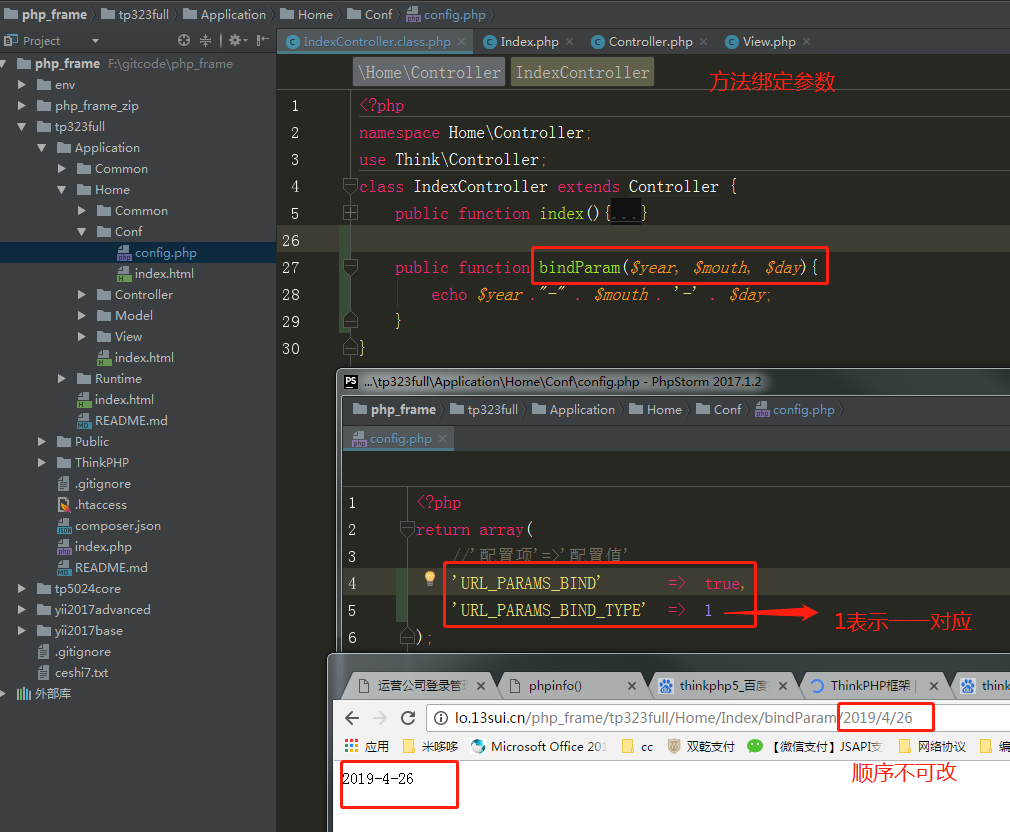 php_frame tp323full Application Home Conf config.php
Project
IndexController.class.php Index.php Controller.php View.php
php_frame F:\gitcode\php_frame
env
php_frame_zip
tp323full
Application
Common
Home
Common
Conf
config.php
index.html
Controller
Model
View
index.html
Runtime
index.html
README.md
Public
ThinkPHP
.gitignore
.htaccess
composer.json
index.php
README.md
tp5024core
yii2017advanced
yii2017base
.gitignore
ceshi7.txt
外部库
\Home\Controller IndexController
方法绑定参数
1 <?php
2 namespace Home\Controller;
3 use Think\Controller;
4 class IndexController extends Controller {
5 public function index(){...}
26
27 public function bindParam($year, $mouth, $day){
28 echo $year ."-" . $mouth . '-' . $day;
29 }
30 }
...\tp323full\Application\Home\Conf\config.php - PhpStorm 2017.1.2
php_frame tp323full Application Home Conf config.php
config.php
1 <?php
2 return array(
3 //'配置项'=>'配置值'
4 'URL_PARAMS_BIND' => true,
5 'URL_PARAMS_BIND_TYPE' => 1
6 );
1表示一一对应
运营公司登录管 phpinfo() thinkphp5_百度 ThinkPHP框架 think
lo.13sui.cn/php_frame/tp323full/Home/Index/bindParam/2019/4/26
应用 米哆哆 Microsoft Office 201 cc 双乾支付 【微信支付】JSAPI支 网络协议 编
顺序不可改
2019-4-26